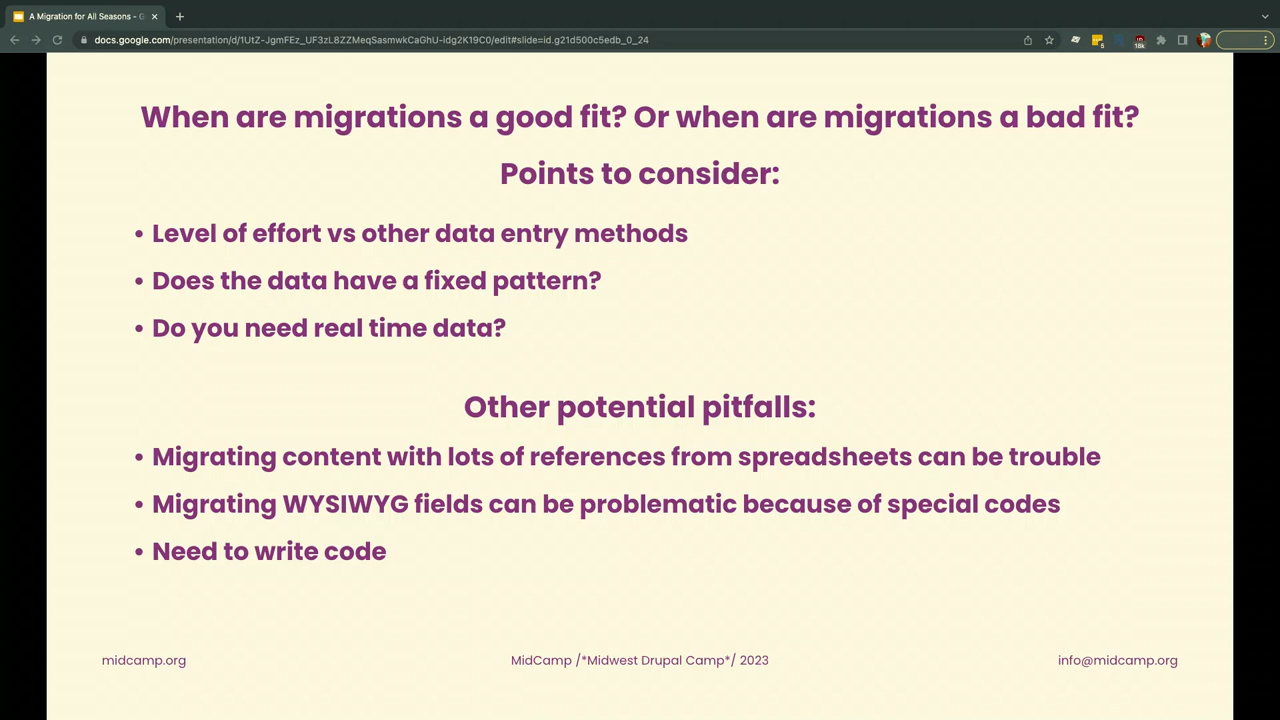 A Migration for All Seasons - G
docs.google.com/presentation/d/1UtZ-JgmFEz_UF3zL8ZZMeqSasmwkCaGhU-idg2K19C0/edit#slide=id.g21d500c5edb_0_24
When are migrations a good fit? Or when are migrations a bad fit?
Points to consider:
• Level of effort vs other data entry methods
• Does the data have a fixed pattern?
• Do you need real time data?
Other potential pitfalls:
• Migrating content with lots of references from spreadsheets can be trouble
• Migrating WYSIWYG fields can be problematic because of special codes
• Need to write code
midcamp.org
MidCamp /*Midwest Drupal Camp*/ 2023
info@midcamp.org